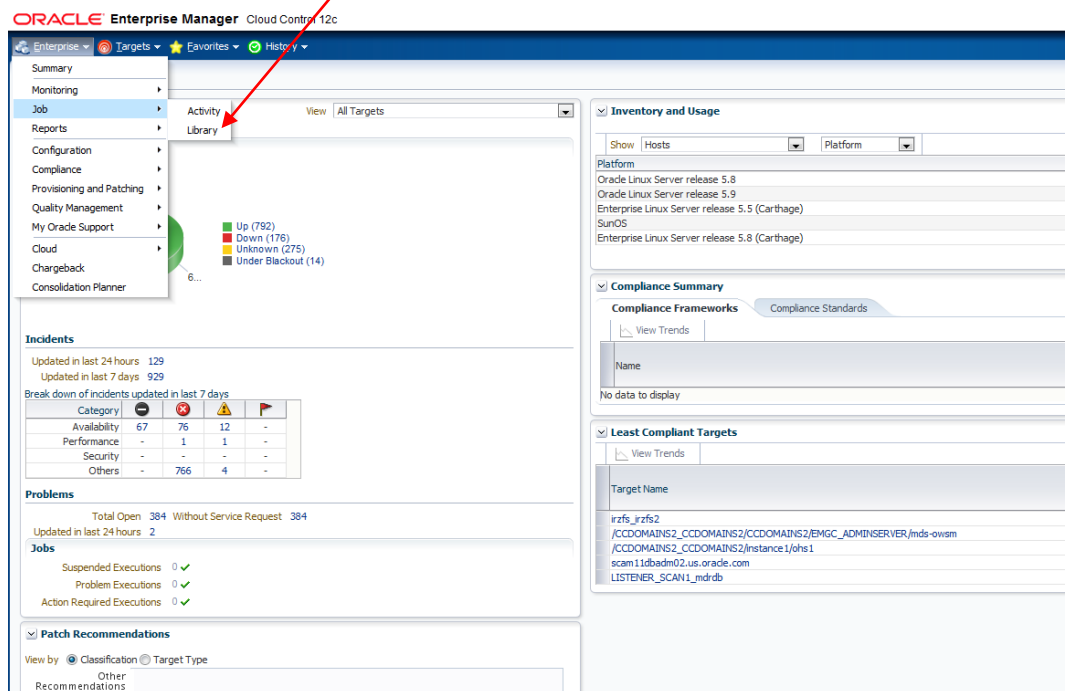 ORACLE Enterprise Manager Cloud Control 12c
Enterprise Targets Favorites History
Summary
Monitoring
Job
Reports
Configuration
Compliance
Provisioning and Patching
Quality Management
My Oracle Support
Cloud
Chargeback
Consolidation Planner
Activity
Library
View All Targets
Up (792)
Down (176)
Unknown (275)
Under Blackout (14)
6...
Incidents
Updated in last 24 hours 129
Updated in last 7 days 929
Break down of incidents updated in last 7 days
Category
Availability 67 76 12 -
Performance - 1 1 -
Security - - - -
Others - 766 4 -
Problems
Total Open 384 Without Service Request 384
Updated in last 24 hours 2
Jobs
Suspended Executions 0
Problem Executions 0
Action Required Executions 0
Patch Recommendations
View by Classification Target Type
Other
Recommendations
Inventory and Usage
Show Hosts Platform
Platform
Oracle Linux Server release 5.8
Oracle Linux Server release 5.9
Enterprise Linux Server release 5.5 (Carthage)
SunOS
Enterprise Linux Server release 5.8 (Carthage)
Compliance Summary
Compliance Frameworks Compliance Standards
View Trends
Name
No data to display
Least Compliant Targets
View Trends
Target Name
irzfs_irzfs2
/CCDOMAINS2_CCDOMAINS2/CCDOMAINS2/EMGC_ADMINSERVER/mds-owsm
/CCDOMAINS2_CCDOMAINS2/instance1/ohs1
scam11dbadm02.us.oracle.com
LISTENER_SCAN1_mdrdb